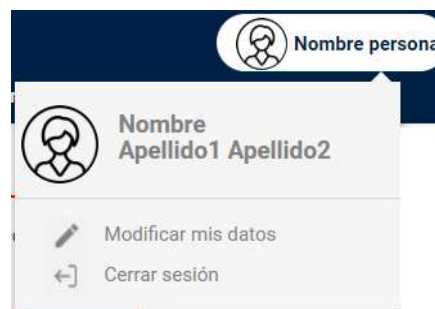 Nombre persona
Nombre
Apellido1 Apellido2
Modificar mis datos
Cerrar sesión